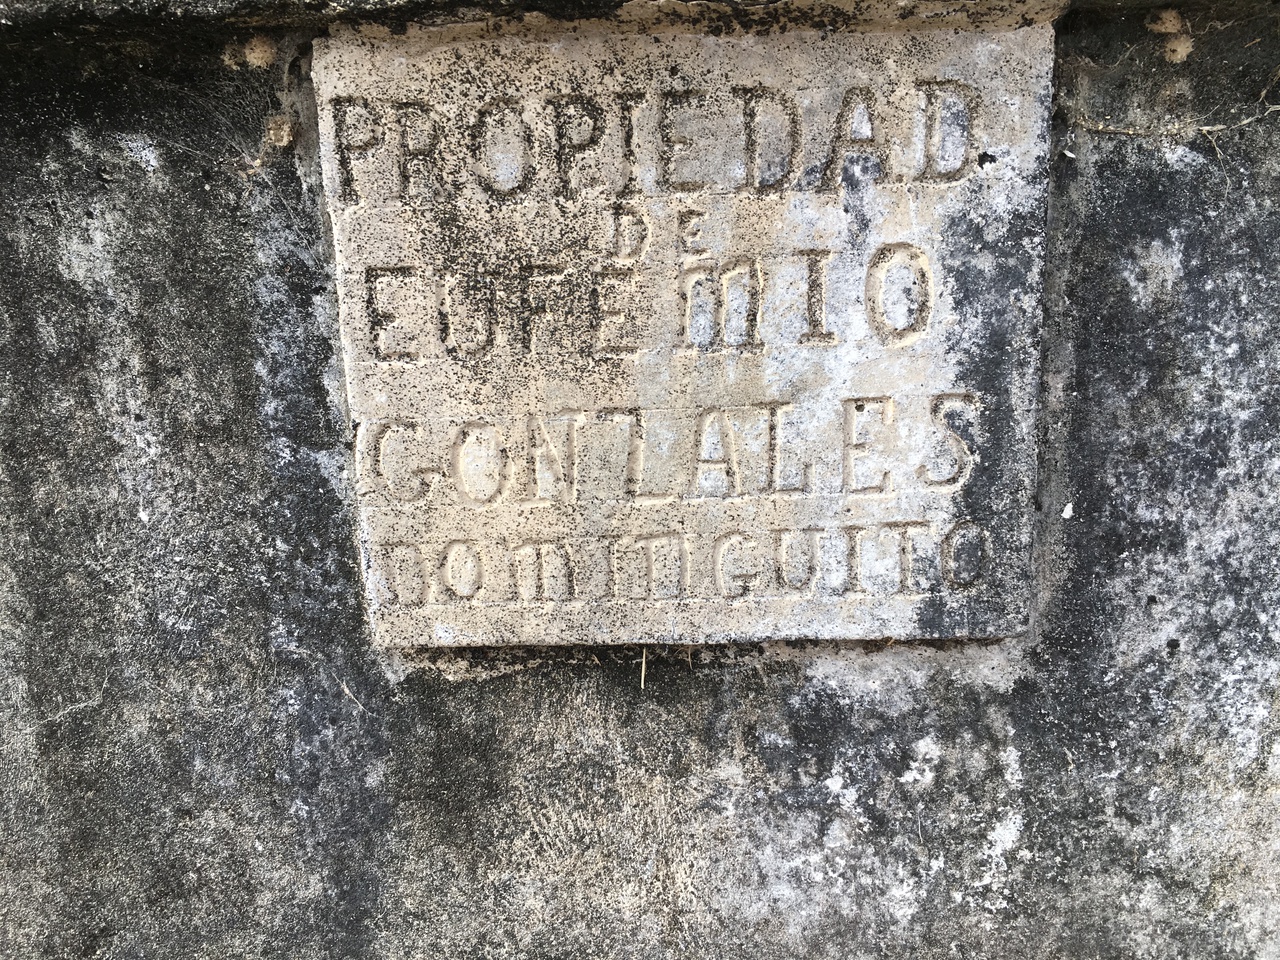 PROPIEDAD
DE
EUFEMIO
GONZALES
DOMINGUITO